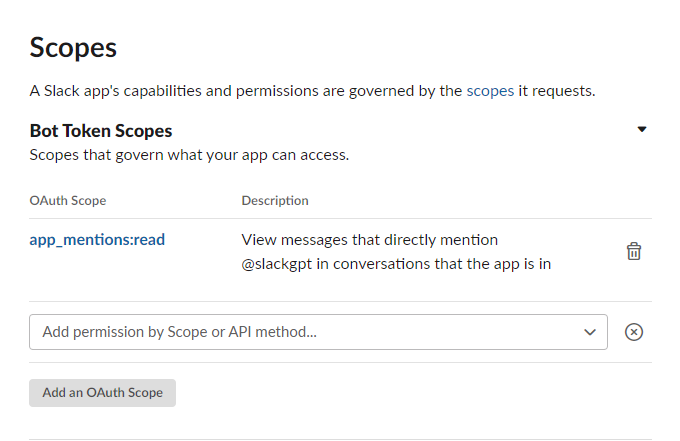 Scopes
A Slack app's capabilities and permissions are governed by the scopes it requests.
Bot Token Scopes
Scopes that govern what your app can access.
OAuth Scope Description
app_mentions:read View messages that directly mention
@slackgpt in conversations that the app is in
Add permission by Scope or API method...
Add an OAuth Scope